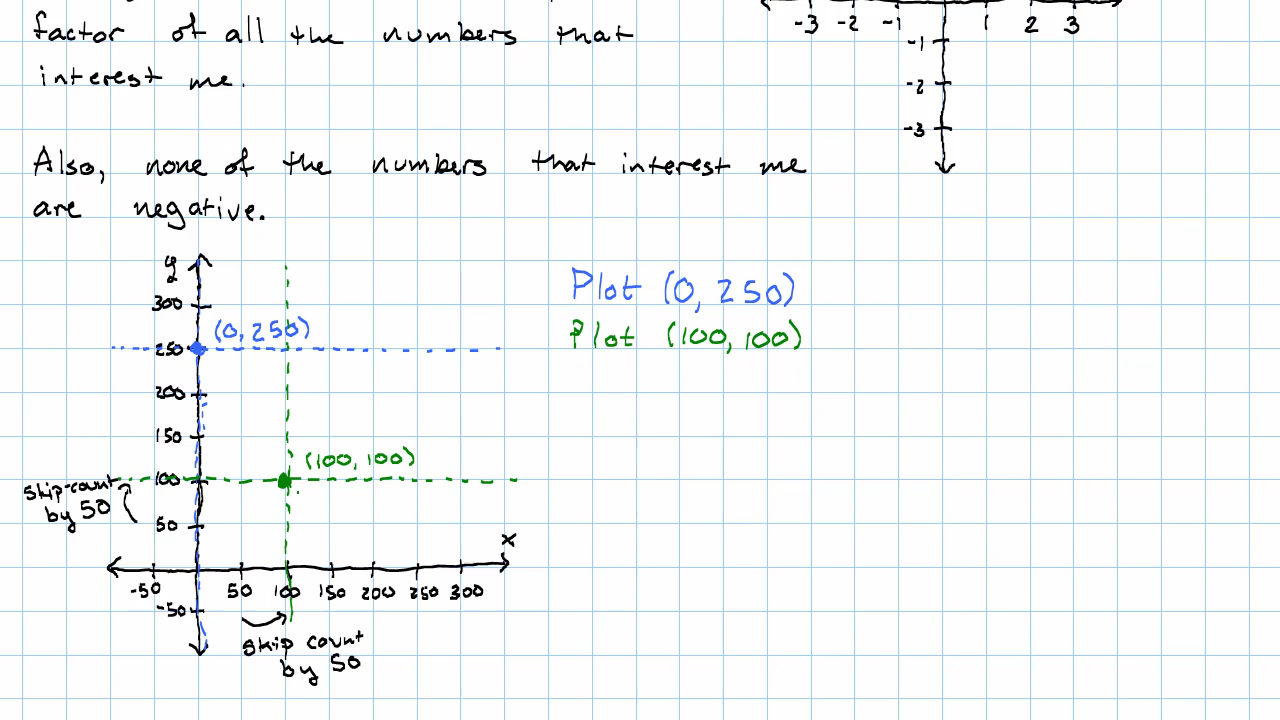 factor of all the numbers that
interest me.
-3 -2 -1 1 2 3
-1
-2
-3
Also, none of the numbers that interest me
are negative.
y
300
250
200
150
100
50
-50
(0, 250)
(100, 100)
skip-count
by 50
x
-50 50 100 150 200 250 300
skip count
by 50
Plot (0, 250)
Plot (100, 100)